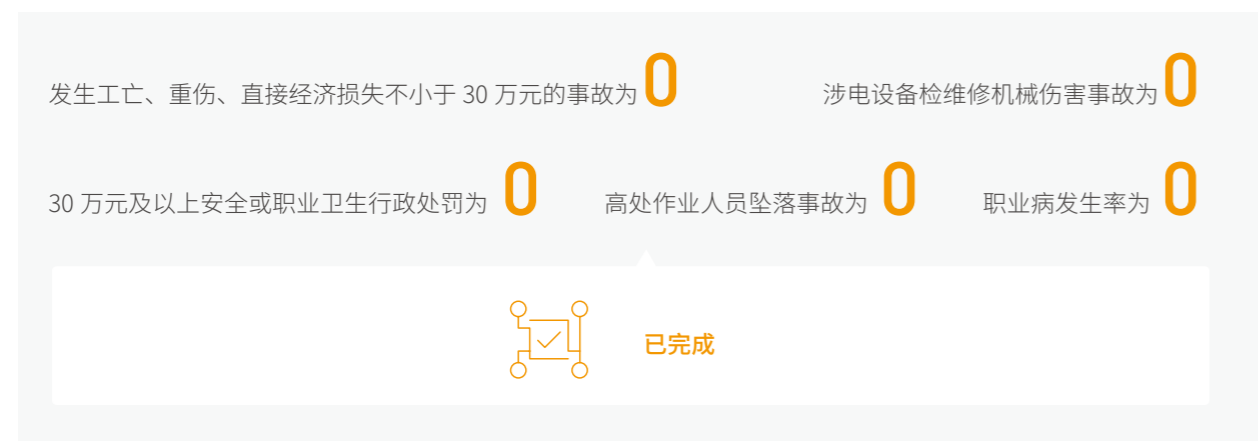 发生工亡、重伤、直接经济损失不小于 30 万元的事故为 0 涉电设备检维修机械伤害事故为 0
30 万元及以上安全或职业卫生行政处罚为 0 高处作业人员坠落事故为 0 职业病发生率为 0
已完成